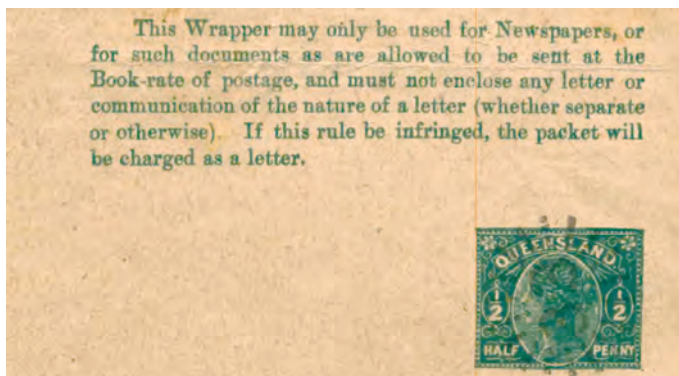 This Wrapper may only be used for Newspapers, or
for such documents as are allowed to be sent at the
Book-rate of postage, and must not enclose any letter or
communication of the nature of a letter (whether separate
or otherwise). If this rule be infringed, the packet will
be charged as a letter.
QUEENSLAND
1/2 1/2
HALF PENNY